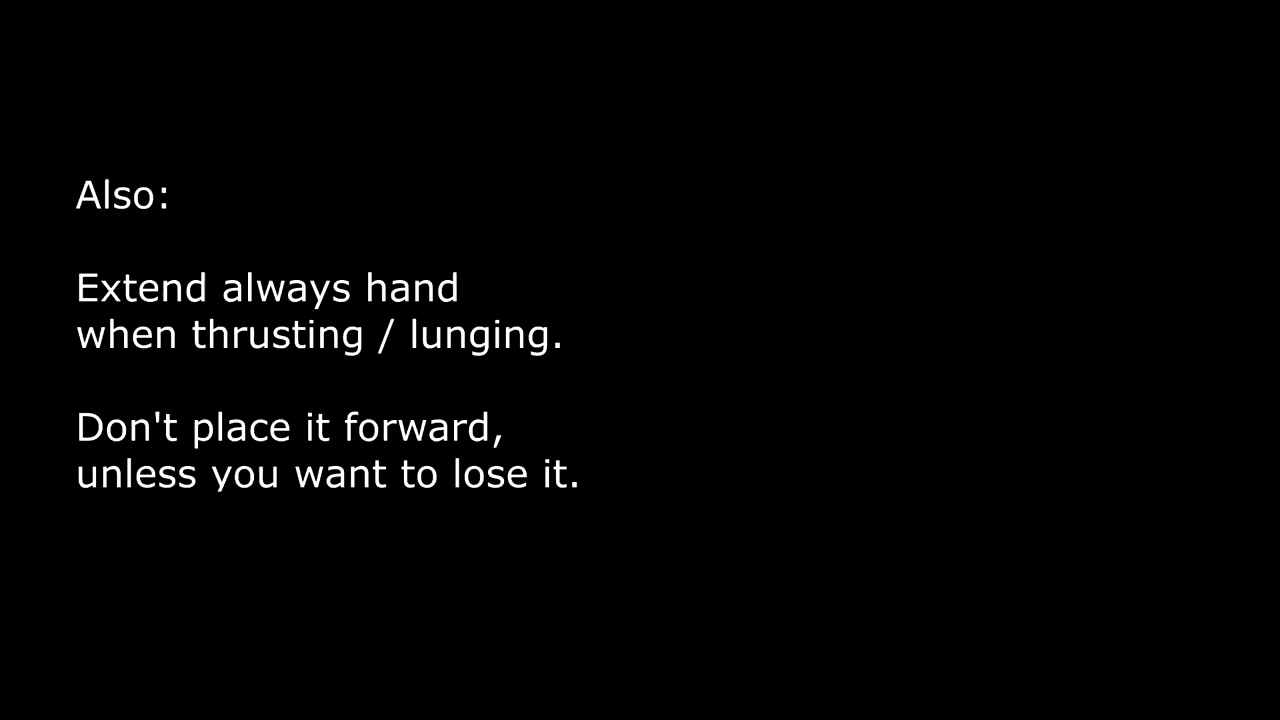 Also:
Extend always hand
when thrusting / lunging.
Don't place it forward,
unless you want to lose it.